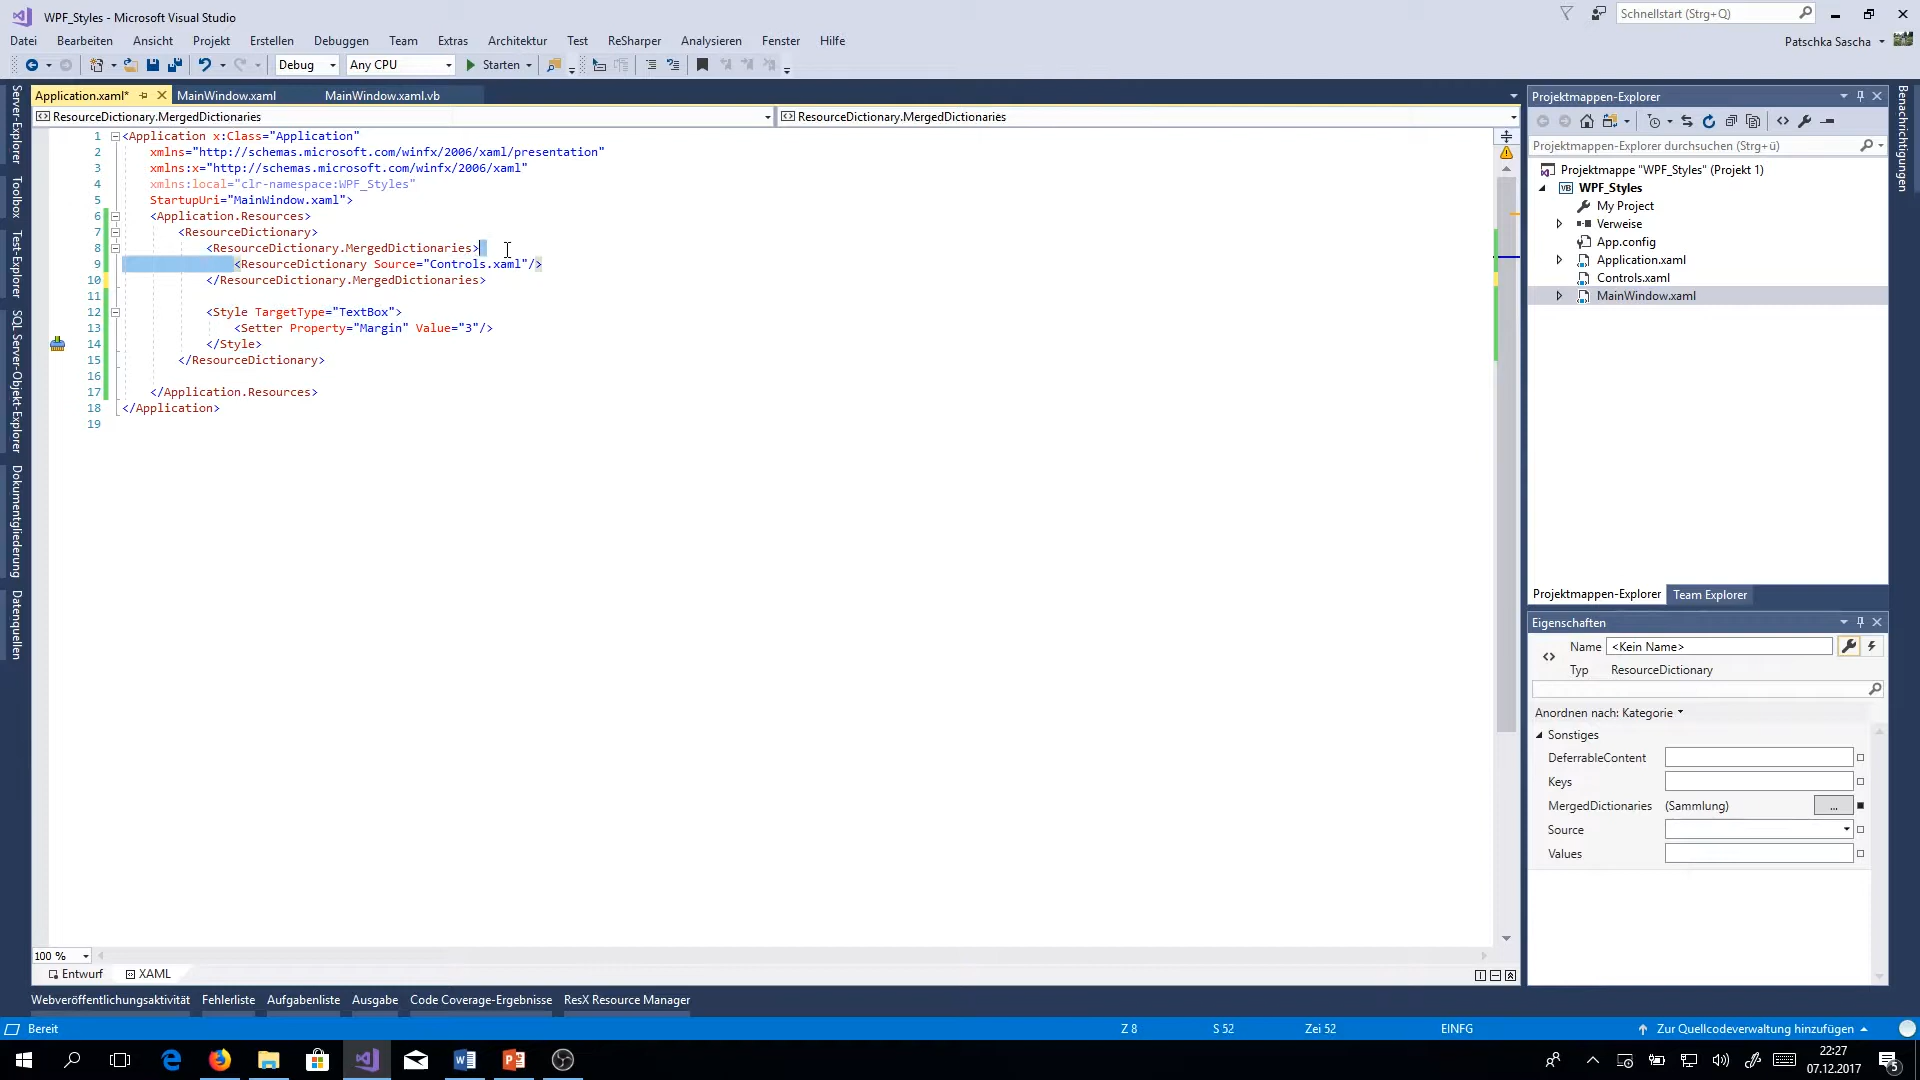 WPF_Styles - Microsoft Visual Studio
Schnellstart (Strg+Q)
Datei Bearbeiten Ansicht Projekt Erstellen Debuggen Team Extras Architektur Test ReSharper Analysieren Fenster Hilfe
Patschka Sascha
Debug Any CPU Starten
Application.xaml* MainWindow.xaml MainWindow.xaml.vb
ResourceDictionary.MergedDictionaries ResourceDictionary.MergedDictionaries
1 <Application x:Class="Application"
2 xmlns="http://schemas.microsoft.com/winfx/2006/xaml/presentation"
3 xmlns:x="http://schemas.microsoft.com/winfx/2006/xaml"
4 xmlns:local="clr-namespace:WPF_Styles"
5 StartupUri="MainWindow.xaml">
6 <Application.Resources>
7 <ResourceDictionary>
8 <ResourceDictionary.MergedDictionaries>
9 <ResourceDictionary Source="Controls.xaml"/>
10 </ResourceDictionary.MergedDictionaries>
11
12 <Style TargetType="TextBox">
13 <Setter Property="Margin" Value="3"/>
14 </Style>
15 </ResourceDictionary>
16
17 </Application.Resources>
18 </Application>
19
100 %
Entwurf XAML
Server-Explorer
Toolbox
Test-Explorer
SQL Server-Objekt-Explorer
Dokumentgliederung
Datenquellen
Projektmappen-Explorer
Projektmappen-Explorer durchsuchen (Strg+ü)
Projektmappe "WPF_Styles" (Projekt 1)
VB WPF_Styles
My Project
Verweise
App.config
Application.xaml
Controls.xaml
MainWindow.xaml
Projektmappen-Explorer Team Explorer
Eigenschaften
Name <Kein Name>
Typ ResourceDictionary
Anordnen nach: Kategorie
Sonstiges
DeferrableContent
Keys
MergedDictionaries (Sammlung) ...
Source
Values
Benachrichtigungen
Webveröffentlichungsaktivität Fehlerliste Aufgabenliste Ausgabe Code Coverage-Ergebnisse ResX Resource Manager
Bereit Z 8 S 52 Zei 52 EINFG Zur Quellcodeverwaltung hinzufügen
22:27
07.12.2017
5